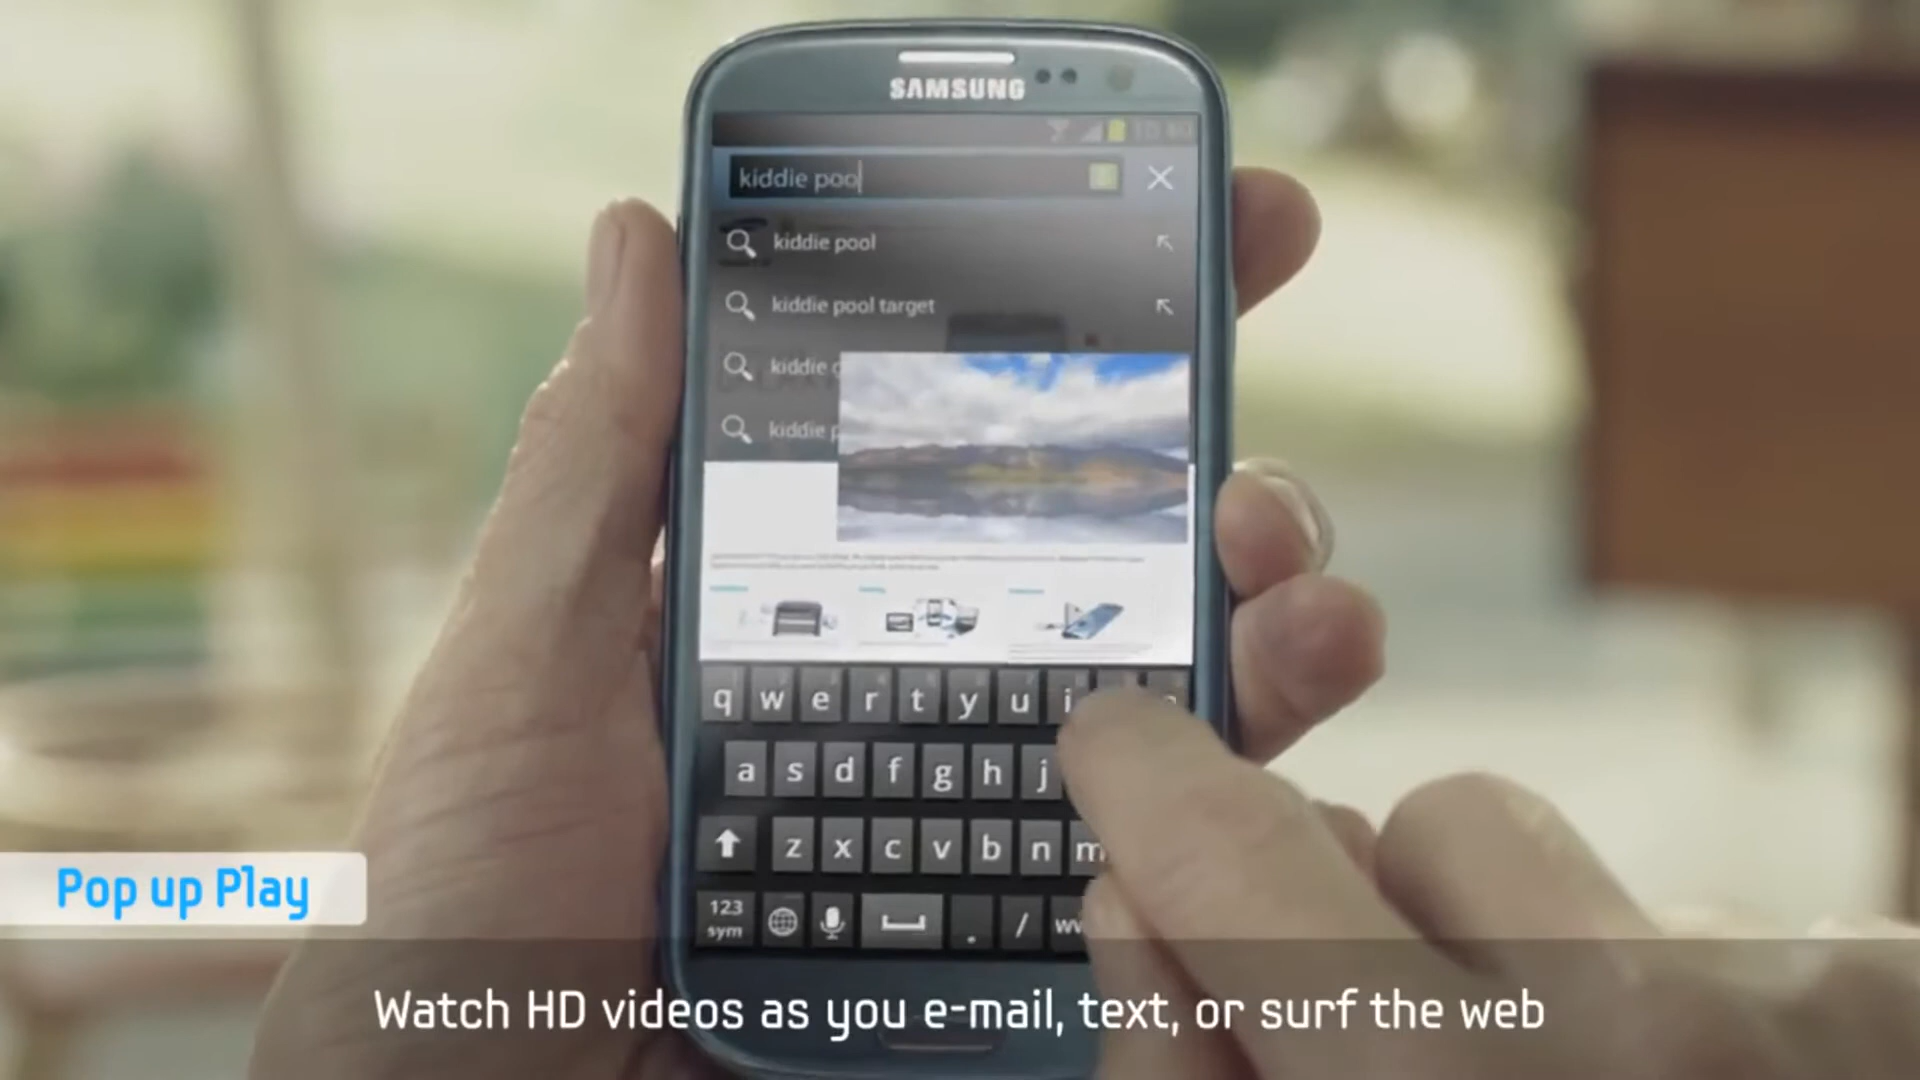 SAMSUNG
kiddie poo
kiddie pool
kiddie pool target
kiddie
kiddie
q w e r t y u i
a s d f g h j
z x c v b n m
123
sym
. /
Pop up Play
Watch HD videos as you e-mail, text, or surf the web